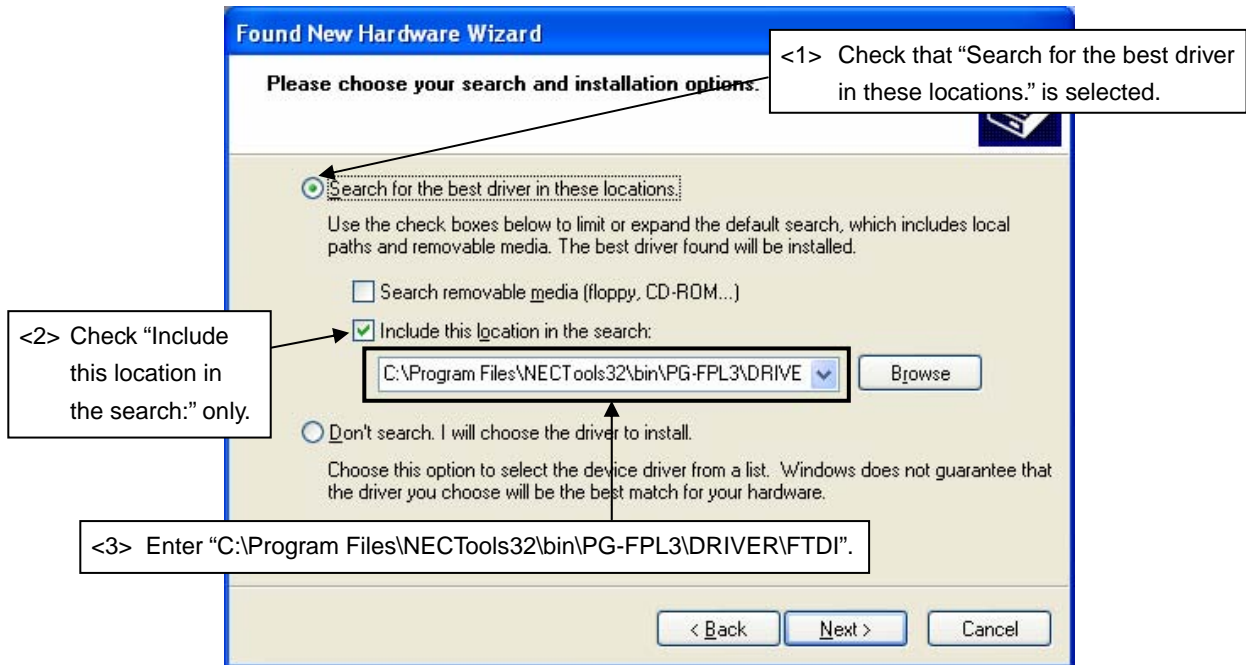 Found New Hardware Wizard
<1> Check that “Search for the best driver
in these locations.” is selected.
Please choose your search and installation options.
Search for the best driver in these locations.
Use the check boxes below to limit or expand the default search, which includes local
paths and removable media. The best driver found will be installed.
Search removable media (floppy, CD-ROM...)
<2> Check “Include
this location in
the search:” only.
Include this location in the search:
C:\Program Files\NECTools32\bin\PG-FPL3\DRIVE
Browse
Don't search. I will choose the driver to install.
Choose this option to select the device driver from a list. Windows does not guarantee that
the driver you choose will be the best match for your hardware.
<3> Enter “C:\Program Files\NECTools32\bin\PG-FPL3\DRIVER\FTDI”.
< Back
Next >
Cancel